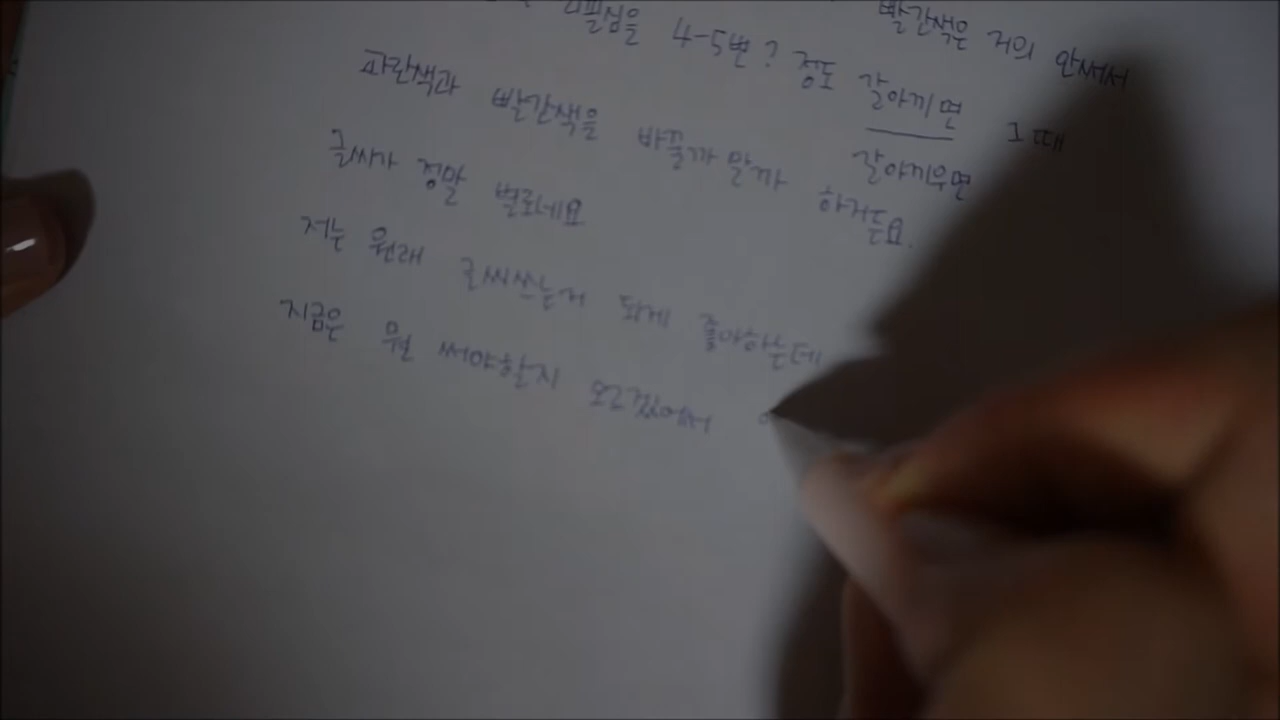 빨간색은 거의 안써서
리필심을 4-5번? 정도 갈아끼면 그때
갈아끼우면
파란색과 빨간색을 바꿀까말까 하거든요.
글씨가 정말 별로네요
저는 원래 글씨쓰는거 되게 좋아하는데
지금은 뭘 써야할지 모르겠어서